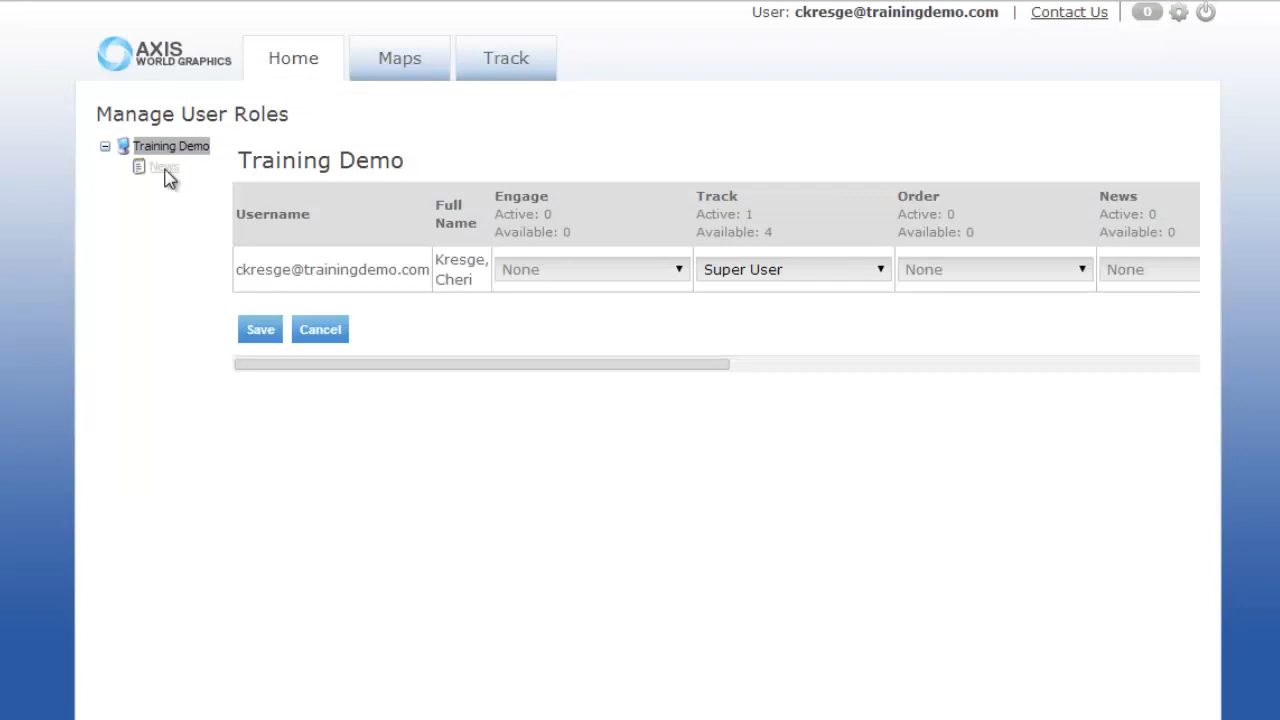 User: ckresge@trainingdemo.com | Contact Us | 0
AXIS
WORLD GRAPHICS
Home Maps Track
Manage User Roles
Training Demo
News
Training Demo
Username Full Name Engage Active: 0 Available: 0 Track Active: 1 Available: 4 Order Active: 0 Available: 0 News Active: 0 Available: 0
ckresge@trainingdemo.com Kresge, Cheri None Super User None None
Save Cancel